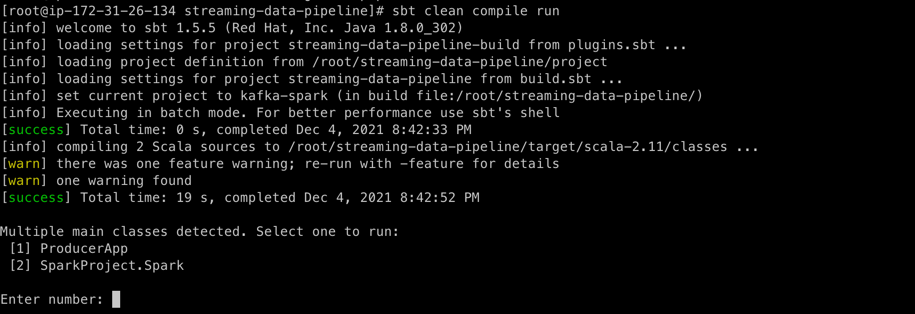 [root@ip-172-31-26-134 streaming-data-pipeline]# sbt clean compile run
[info] welcome to sbt 1.5.5 (Red Hat, Inc. Java 1.8.0_302)
[info] loading settings for project streaming-data-pipeline-build from plugins.sbt ...
[info] loading project definition from /root/streaming-data-pipeline/project
[info] loading settings for project streaming-data-pipeline from build.sbt ...
[info] set current project to kafka-spark (in build file:/root/streaming-data-pipeline/)
[info] Executing in batch mode. For better performance use sbt's shell
[success] Total time: 0 s, completed Dec 4, 2021 8:42:33 PM
[info] compiling 2 Scala sources to /root/streaming-data-pipeline/target/scala-2.11/classes ...
[warn] there was one feature warning; re-run with -feature for details
[warn] one warning found
[success] Total time: 19 s, completed Dec 4, 2021 8:42:52 PM
Multiple main classes detected. Select one to run:
[1] ProducerApp
[2] SparkProject.Spark
Enter number: